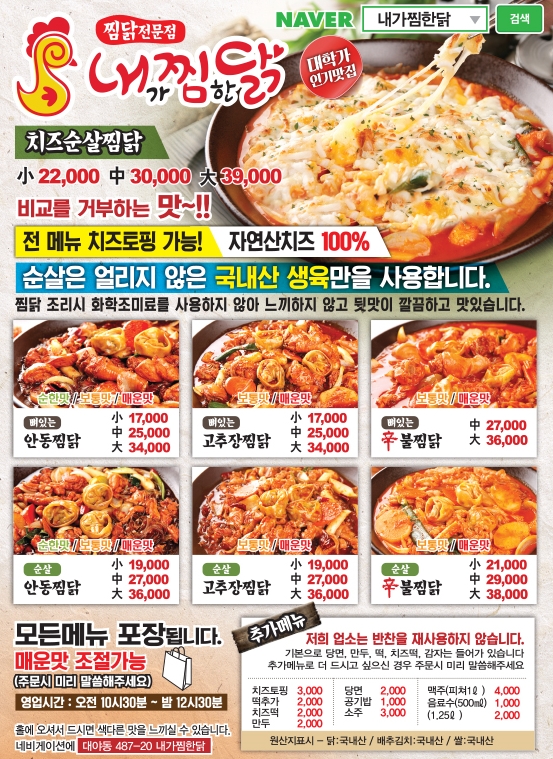 찜닭전문점
내가찜한닭
NAVER 내가찜한닭 검색
대학가
인기맛집
치즈순살찜닭
小 22,000 中 30,000 大 39,000
비교를 거부하는 맛~!!
전 메뉴 치즈토핑 가능! 자연산치즈 100%
순살은 얼리지 않은 국내산 생육만을 사용합니다.
찜닭 조리시 화학조미료를 사용하지 않아 느끼하지 않고 뒷맛이 깔끔하고 맛있습니다.
순한맛 / 보통맛 / 매운맛
뼈있는
안동찜닭
小 17,000
中 25,000
大 34,000
보통맛 / 매운맛
뼈있는
고추장찜닭
小 17,000
中 25,000
大 34,000
보통맛 / 매운맛
뼈있는
辛불찜닭
中 27,000
大 36,000
순한맛 / 보통맛 / 매운맛
순살
안동찜닭
小 19,000
中 27,000
大 36,000
보통맛 / 매운맛
순살
고추장찜닭
小 19,000
中 27,000
大 36,000
보통맛 / 매운맛
순살
辛불찜닭
小 21,000
中 29,000
大 38,000
모든메뉴 포장됩니다.
매운맛 조절가능
(주문시 미리 말씀해주세요)
영업시간 : 오전 10시30분 ~ 밤 12시30분
홀에 오셔서 드시면 색다른 맛을 느끼실 수 있습니다.
네비게이션에 대야동 487-20 내가찜한닭
추가메뉴
저희 업소는 반찬을 재사용하지 않습니다.
기본으로 당면, 만두, 떡, 치즈떡, 감자는 들어가 있습니다
추가메뉴로 더 드시고 싶으신 경우 주문시 미리 말씀해주세요
치즈토핑 3,000
떡추가 2,000
치즈떡 2,000
만두 2,000
당면 2,000
공기밥 1,000
소주 3,000
맥주(피쳐1ℓ) 4,000
음료수(500㎖) 1,000
(1,25ℓ) 2,000
원산지표시 - 닭:국내산 / 배추김치:국내산 / 쌀:국내산